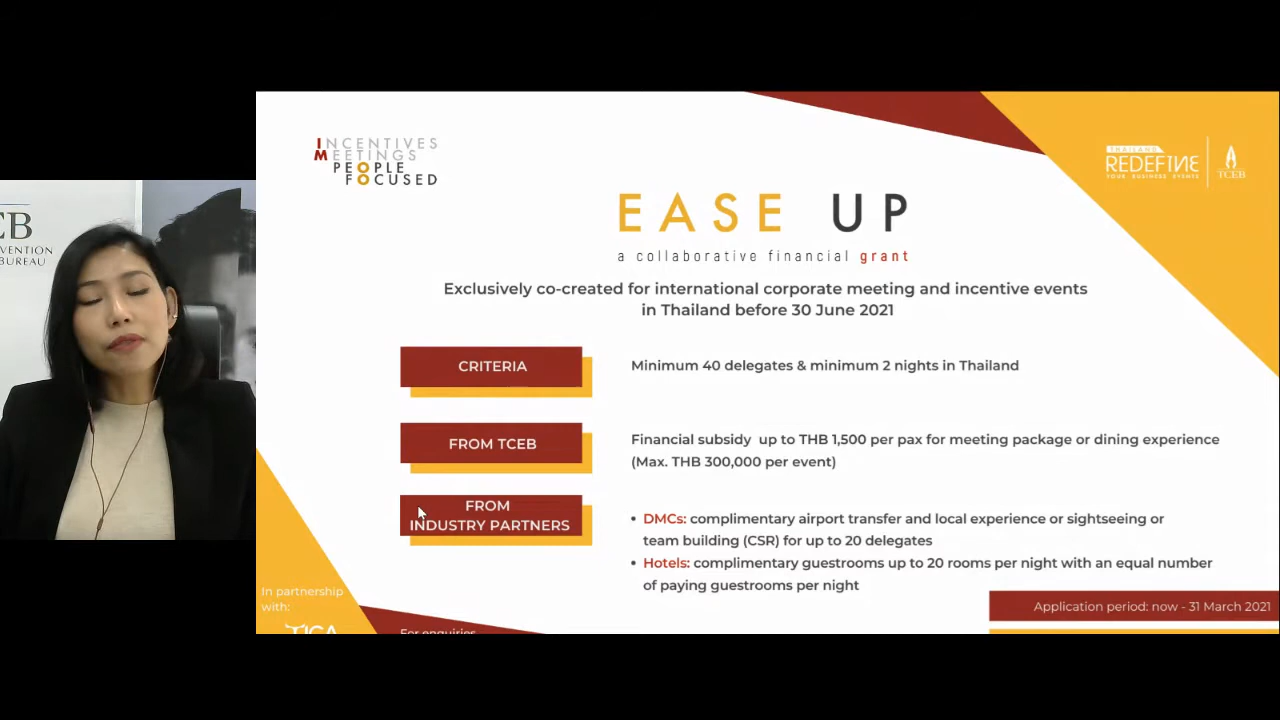 CEB
VENTION
BUREAU
INCENTIVES
MEETINGS
PEOPLE
FOCUSED
THAILAND
REDEFINE
YOUR BUSINESS EVENTS
TCEB
EASE UP
a collaborative financial grant
Exclusively co-created for international corporate meeting and incentive events
in Thailand before 30 June 2021
CRITERIA
Minimum 40 delegates & minimum 2 nights in Thailand
FROM TCEB
Financial subsidy up to THB 1,500 per pax for meeting package or dining experience
(Max. THB 300,000 per event)
FROM
INDUSTRY PARTNERS
• DMCs: complimentary airport transfer and local experience or sightseeing or
team building (CSR) for up to 20 delegates
• Hotels: complimentary guestrooms up to 20 rooms per night with an equal number
of paying guestrooms per night
In partnership
with:
TICA
For enquiries
Application period: now - 31 March 2021